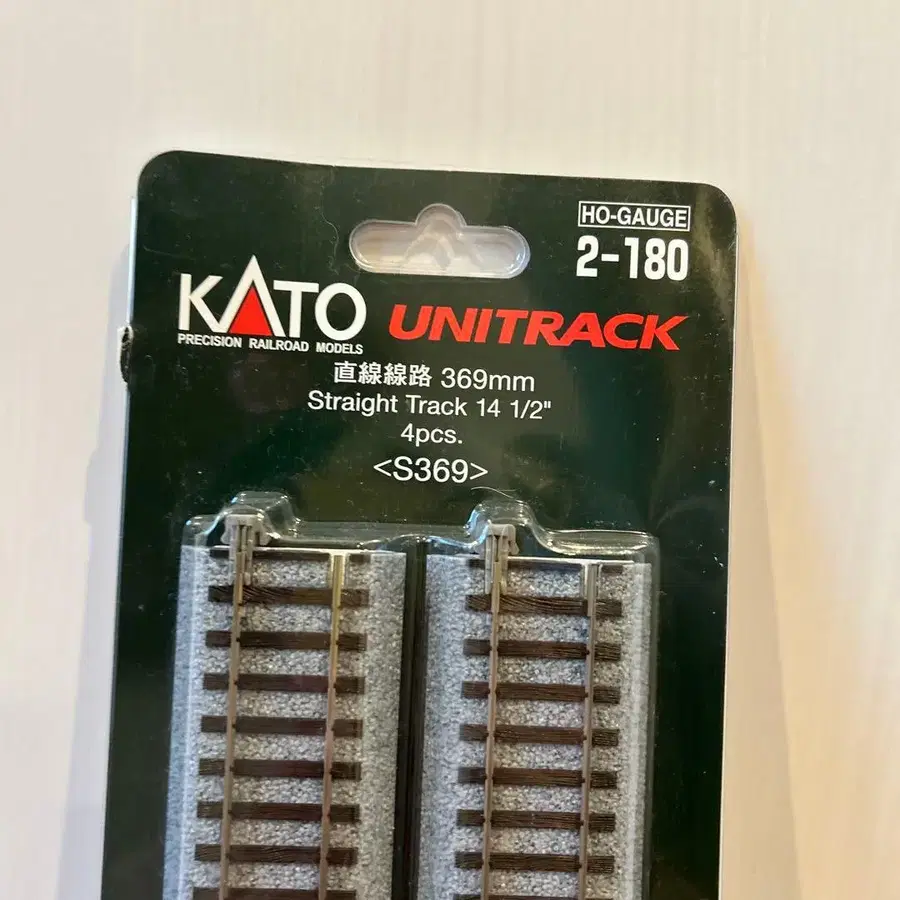 HO-GAUGE
2-180
KATO UNITRACK
PRECISION RAILROAD MODELS
直線線路 369mm
Straight Track 14 1/2"
4pcs.
<S369>